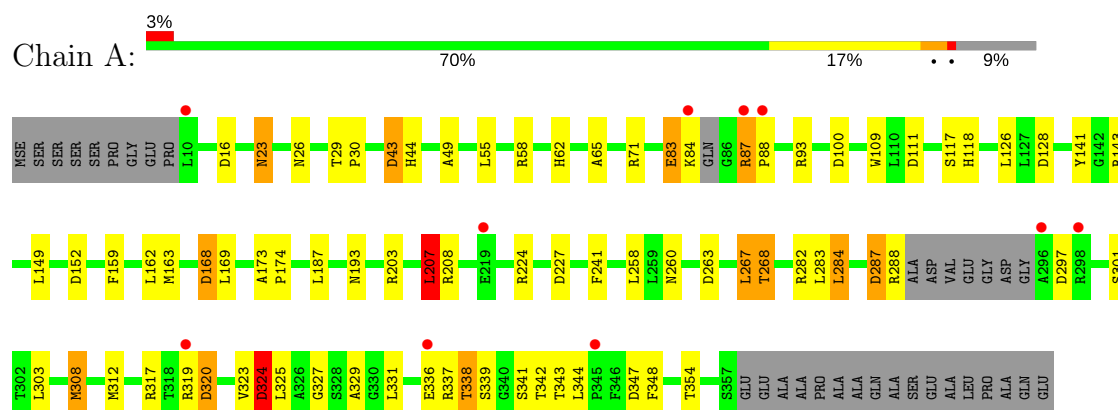 3%
Chain A:
70% 17% • • 9%
MSE SER SER SER SER PRO GLY GLU PRO L10 D16 N23 N26 T29 P30 D43 H44 A49 L55 R58 H62 A65 R71 E83 K84 GLN G86 R87 P88 R93 D100 W109 L110 D111 S117 H118 L126 L127 D128 Y141 G142 R143
L149 D152 F159 L162 M163 D168 L169 A173 P174 L187 N193 R203 L207 R208 E219 R224 D227 F241 L258 L259 N260 D263 L267 T268 R282 L283 L284 D287 R288 ALA ASP VAL GLU GLY ASP GLY A296 D297 R298 S301
T302 L303 M308 M312 R317 T318 R319 D320 V323 D324 L325 A326 G327 S328 A329 G330 L331 E336 R337 T338 S339 G340 S341 T342 T343 L344 P345 F346 D347 F348 T354 S357 GLU GLU ALA ALA PRO ALA ALA GLN ALA SER GLU ALA LEU PRO ALA GLN GLU